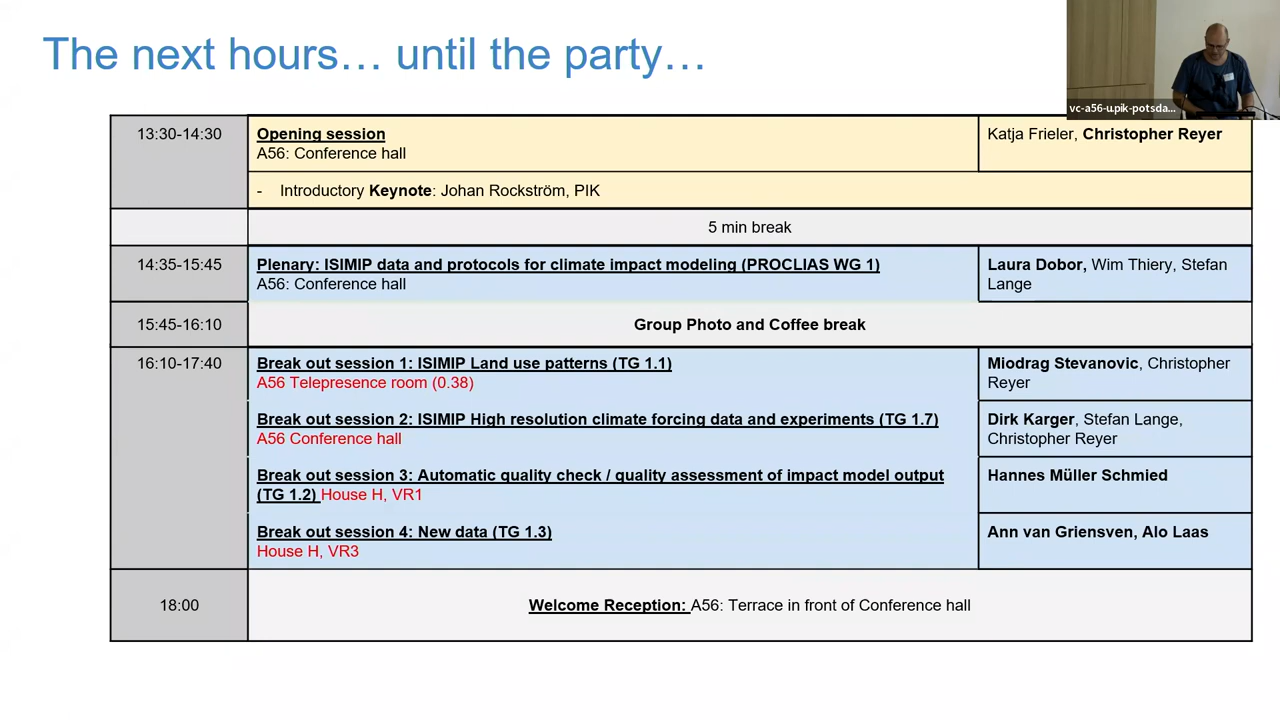 The next hours… until the party…
vc-a56-u.pik-potsda...
13:30-14:30
Opening session
A56: Conference hall
Katja Frieler, Christopher Reyer
- Introductory Keynote: Johan Rockström, PIK
5 min break
14:35-15:45
Plenary: ISIMIP data and protocols for climate impact modeling (PROCLIAS WG 1)
A56: Conference hall
Laura Dobor, Wim Thiery, Stefan
Lange
15:45-16:10
Group Photo and Coffee break
16:10-17:40
Break out session 1: ISIMIP Land use patterns (TG 1.1)
A56 Telepresence room (0.38)
Miodrag Stevanovic, Christopher
Reyer
Break out session 2: ISIMIP High resolution climate forcing data and experiments (TG 1.7)
A56 Conference hall
Dirk Karger, Stefan Lange,
Christopher Reyer
Break out session 3: Automatic quality check / quality assessment of impact model output
(TG 1.2) House H, VR1
Hannes Müller Schmied
Break out session 4: New data (TG 1.3)
House H, VR3
Ann van Griensven, Alo Laas
18:00
Welcome Reception: A56: Terrace in front of Conference hall